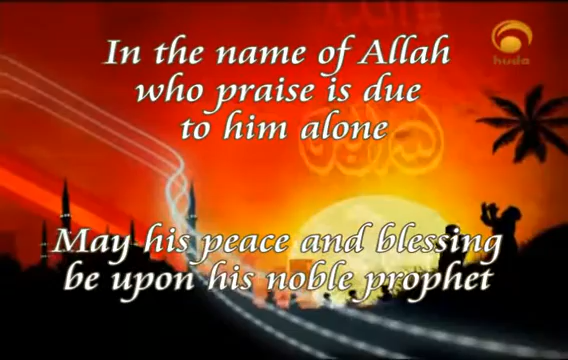 huda
In the name of Allah
who praise is due
to him alone
May his peace and blessing
be upon his noble prophet